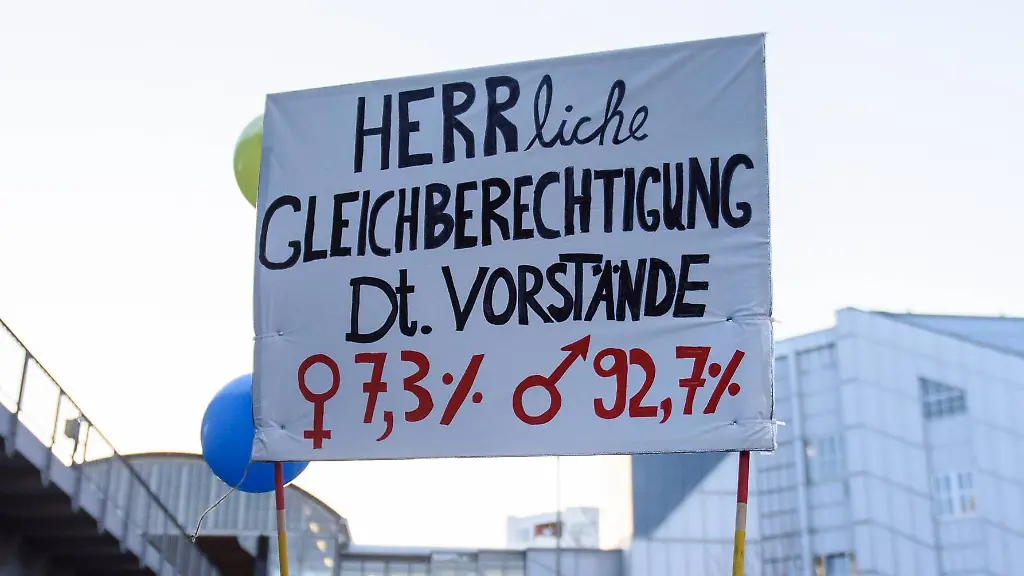 HERRliche
GLEICHBERECHTIGUNG
Dt. VORSTÄNDE
♀ 7,3% ♂ 92,7%